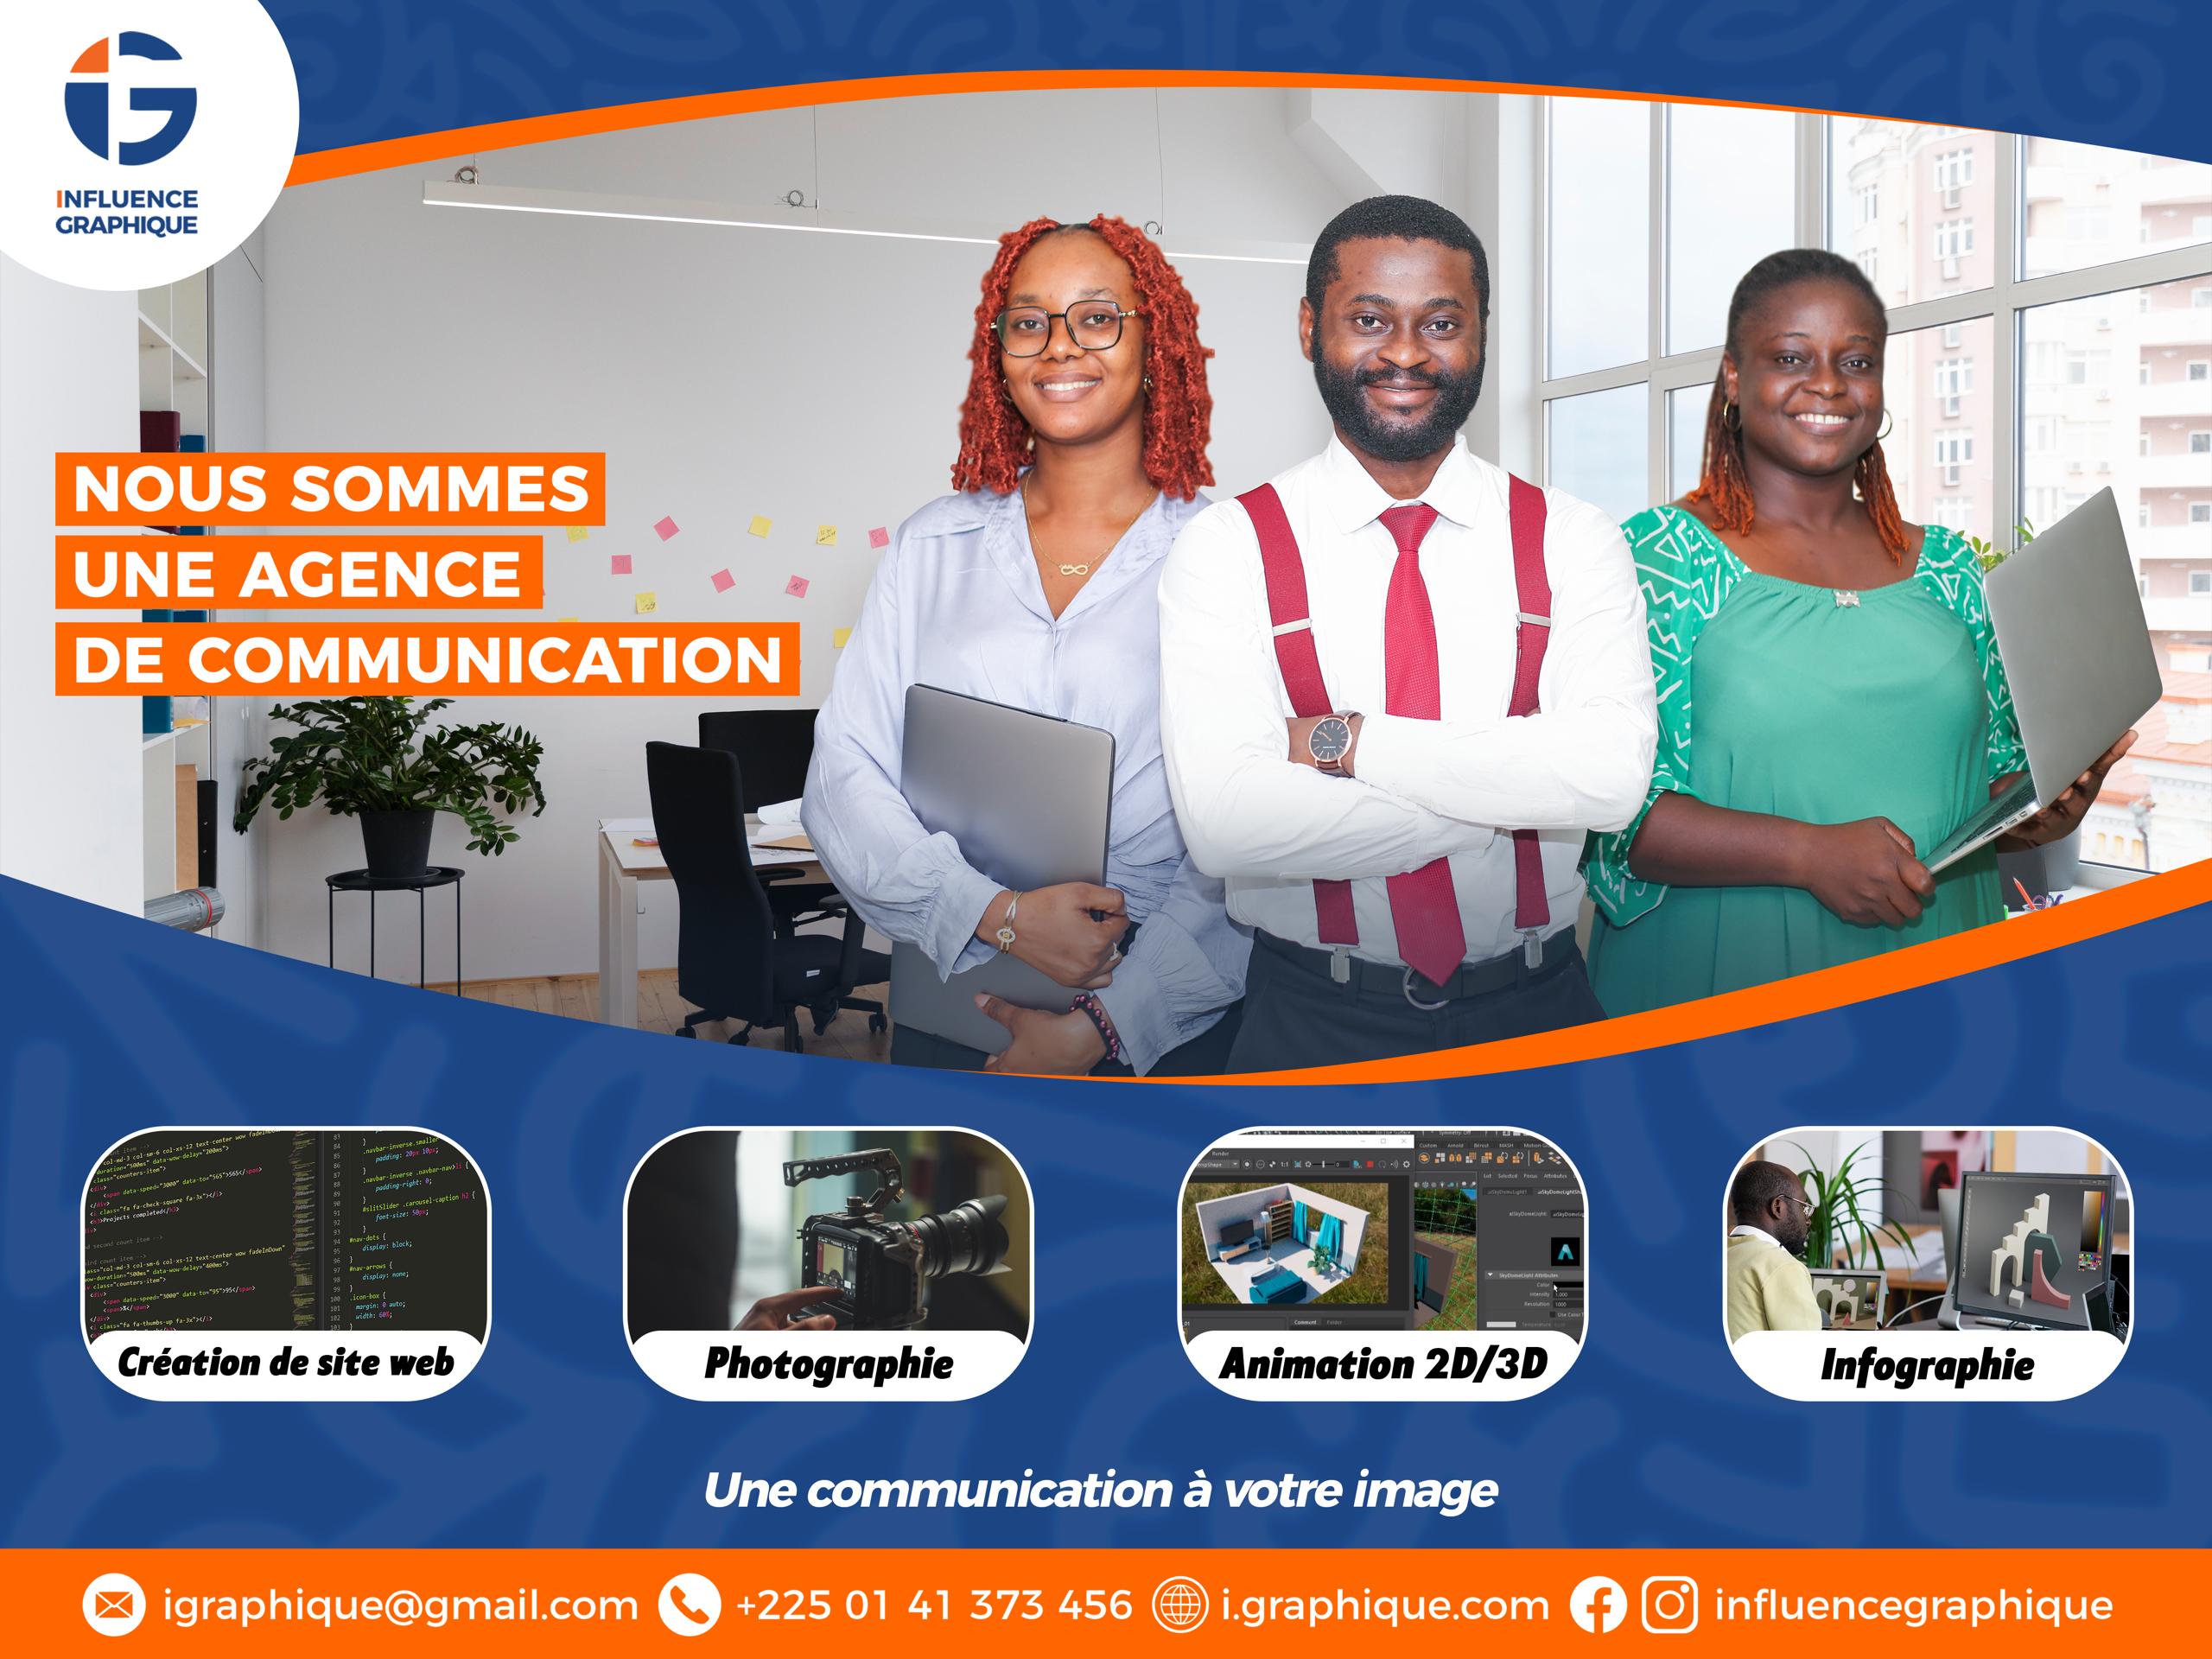 INFLUENCE
GRAPHIQUE
NOUS SOMMES
UNE AGENCE
DE COMMUNICATION
Création de site web
Photographie
Animation 2D/3D
Infographie
Une communication à votre image
igraphique@gmail.com
+225 01 41 373 456
i.graphique.com
influencegraphique